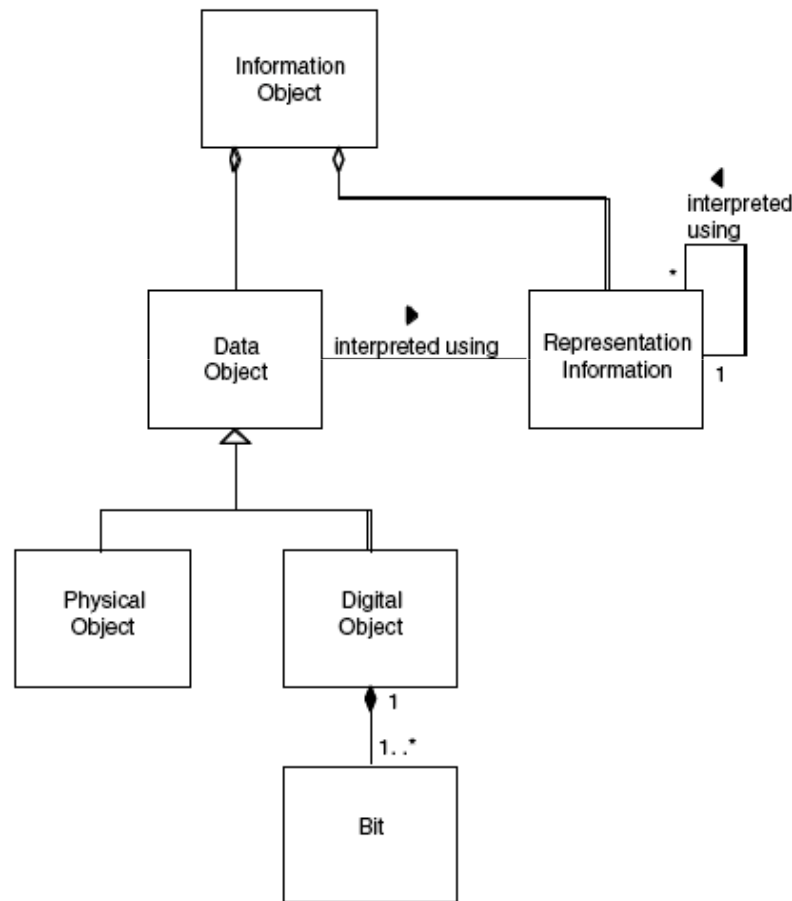 Information
Object
interpreted
using
*
Data
Object
interpreted using
Representation
Information
1
Physical
Object
Digital
Object
1
1. .*
Bit